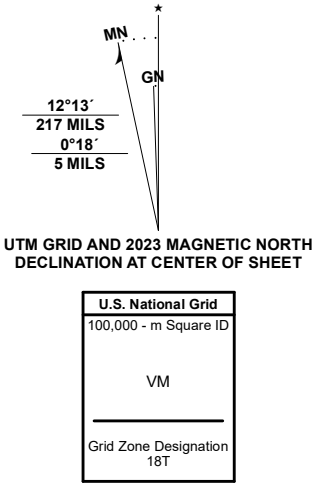 ★
MN
GN
12°13´
217 MILS
0°18´
5 MILS
UTM GRID AND 2023 MAGNETIC NORTH
DECLINATION AT CENTER OF SHEET
U.S. National Grid
100,000 - m Square ID
VM
Grid Zone Designation
18T